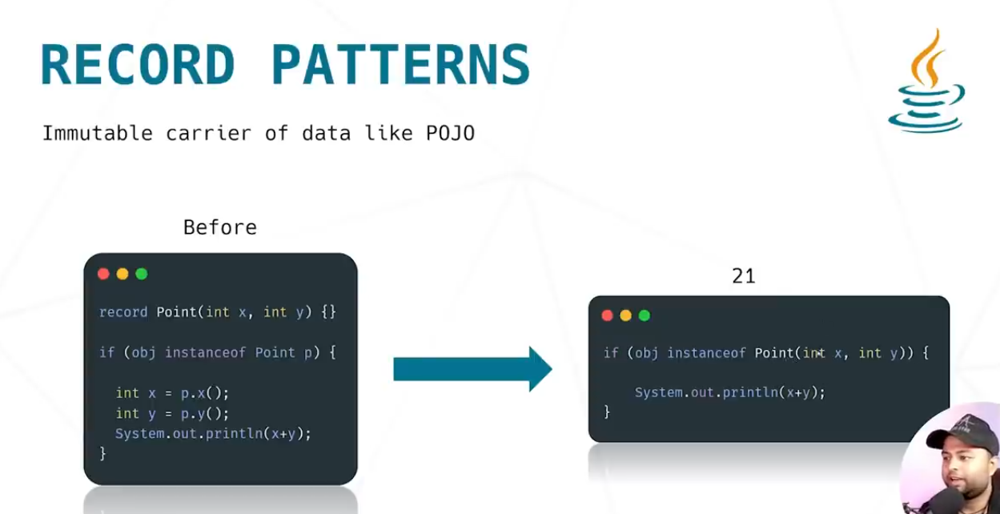 RECORD PATTERNS
Immutable carrier of data like POJO
Before
record Point(int x, int y) {}
if (obj instanceof Point p) {
int x = p.x();
int y = p.y();
System.out.println(x+y);
}
21
if (obj instanceof Point(int x, int y)) {
System.out.println(x+y);
}